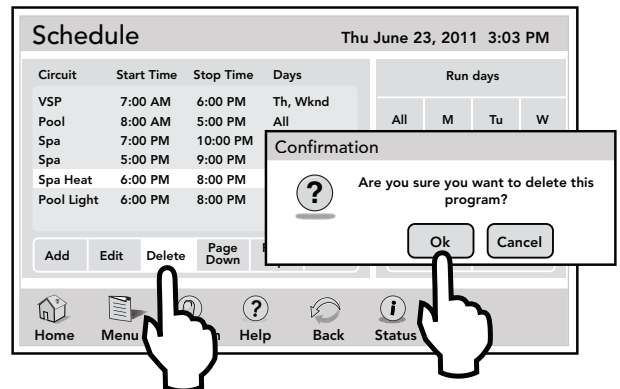 Schedule Thu June 23, 2011 3:03 PM
Circuit Start Time Stop Time Days
Run days
VSP 7:00 AM 6:00 PM Th, Wknd
Pool 8:00 AM 5:00 PM All
All M Tu W
Spa 7:00 PM 10:00 PM
Spa 5:00 PM 9:00 PM
Spa Heat 6:00 PM 8:00 PM
Pool Light 6:00 PM 8:00 PM
Confirmation
?
Are you sure you want to delete this
program?
Ok Cancel
Add Edit Delete Page
Down
? i
Home Menu Help Back Status